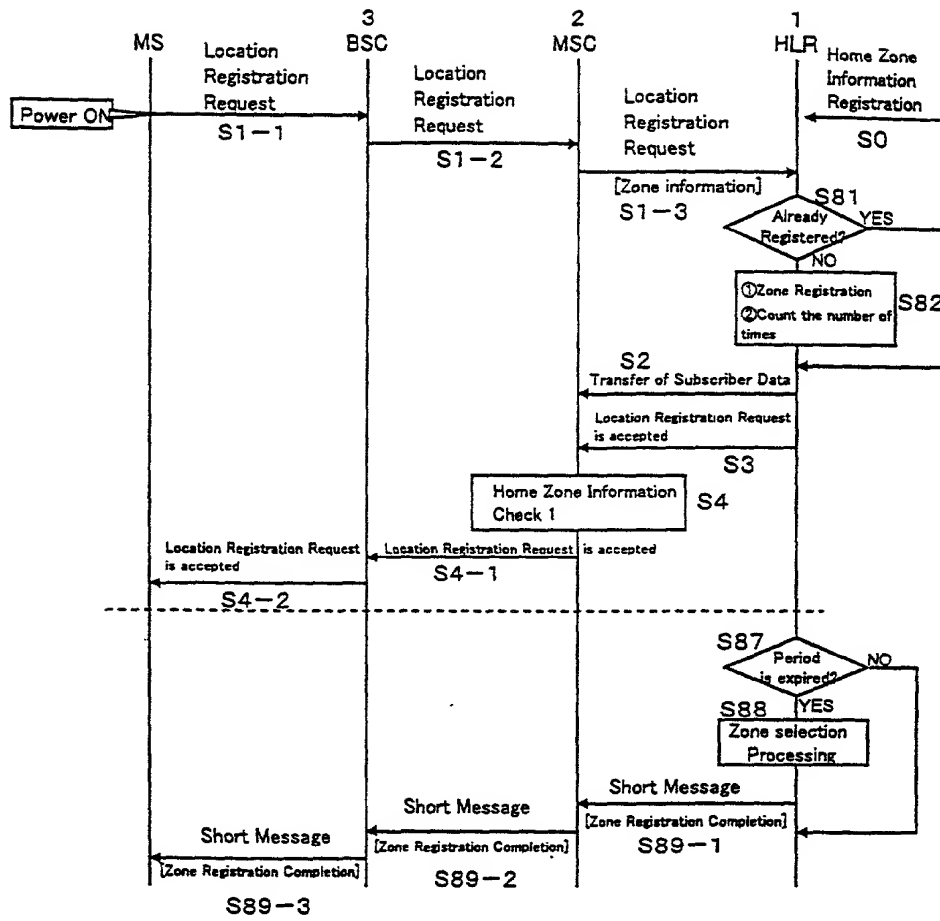 3
2
1
MS
BSC
MSC
HLR
Location
Registration
Request
Location
Registration
Request
Location
Registration
Request
Home Zone
Information
Registration
Power ON
S1-1
S1-2
[Zone information]
S1-3
S0
S81
Already
Registered?
YES
NO
①Zone Registration
②Count the number of
times
S82
S2
Transfer of Subscriber Data
Location Registration Request
is accepted
S3
Home Zone Information
Check 1
S4
Location Registration Request is accepted
S4-1
Location Registration Request
is accepted
S4-2
S87
Period
is expired?
NO
YES
S88
Zone selection
Processing
Short Message
[Zone Registration Completion]
S89-1
Short Message
[Zone Registration Completion]
S89-2
Short Message
[Zone Registration Completion]
S89-3